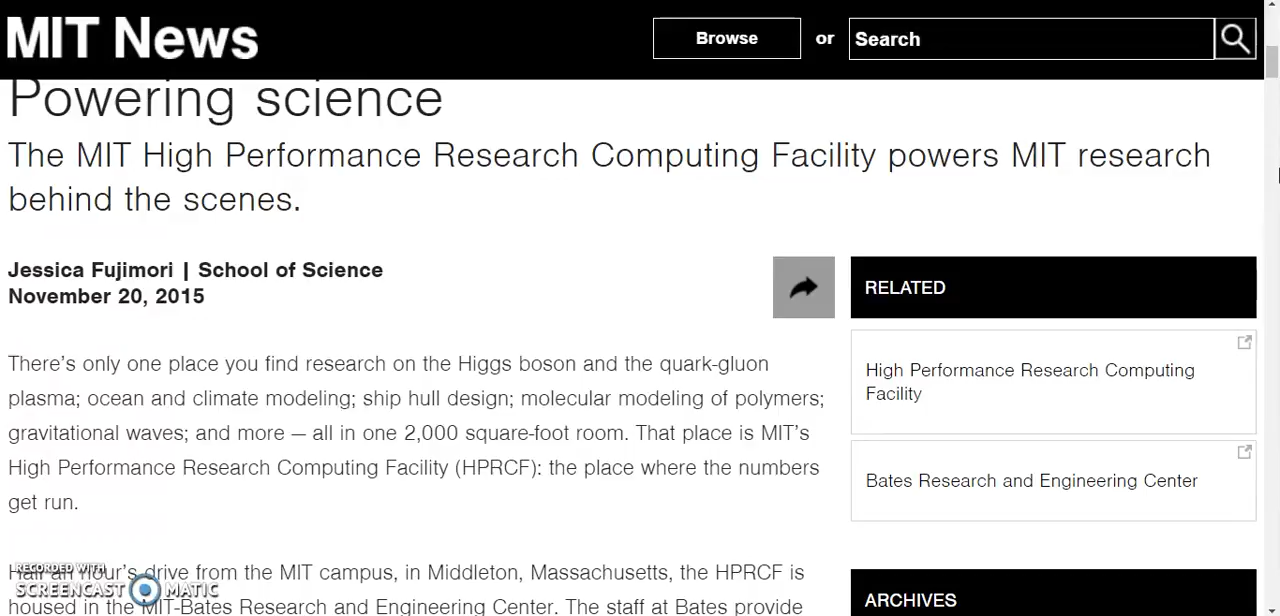 MIT News
Browse or Search
Powering science
The MIT High Performance Research Computing Facility powers MIT research
behind the scenes.
Jessica Fujimori | School of Science
November 20, 2015
There's only one place you find research on the Higgs boson and the quark-gluon
plasma; ocean and climate modeling; ship hull design; molecular modeling of polymers;
gravitational waves; and more — all in one 2,000 square-foot room. That place is MIT's
High Performance Research Computing Facility (HPRCF): the place where the numbers
get run.
Half an hour's drive from the MIT campus, in Middleton, Massachusetts, the HPRCF is
housed in the MIT-Bates Research and Engineering Center. The staff at Bates provide
RELATED
High Performance Research Computing
Facility
Bates Research and Engineering Center
ARCHIVES
RECORDED WITH
SCREENCAST MATIC